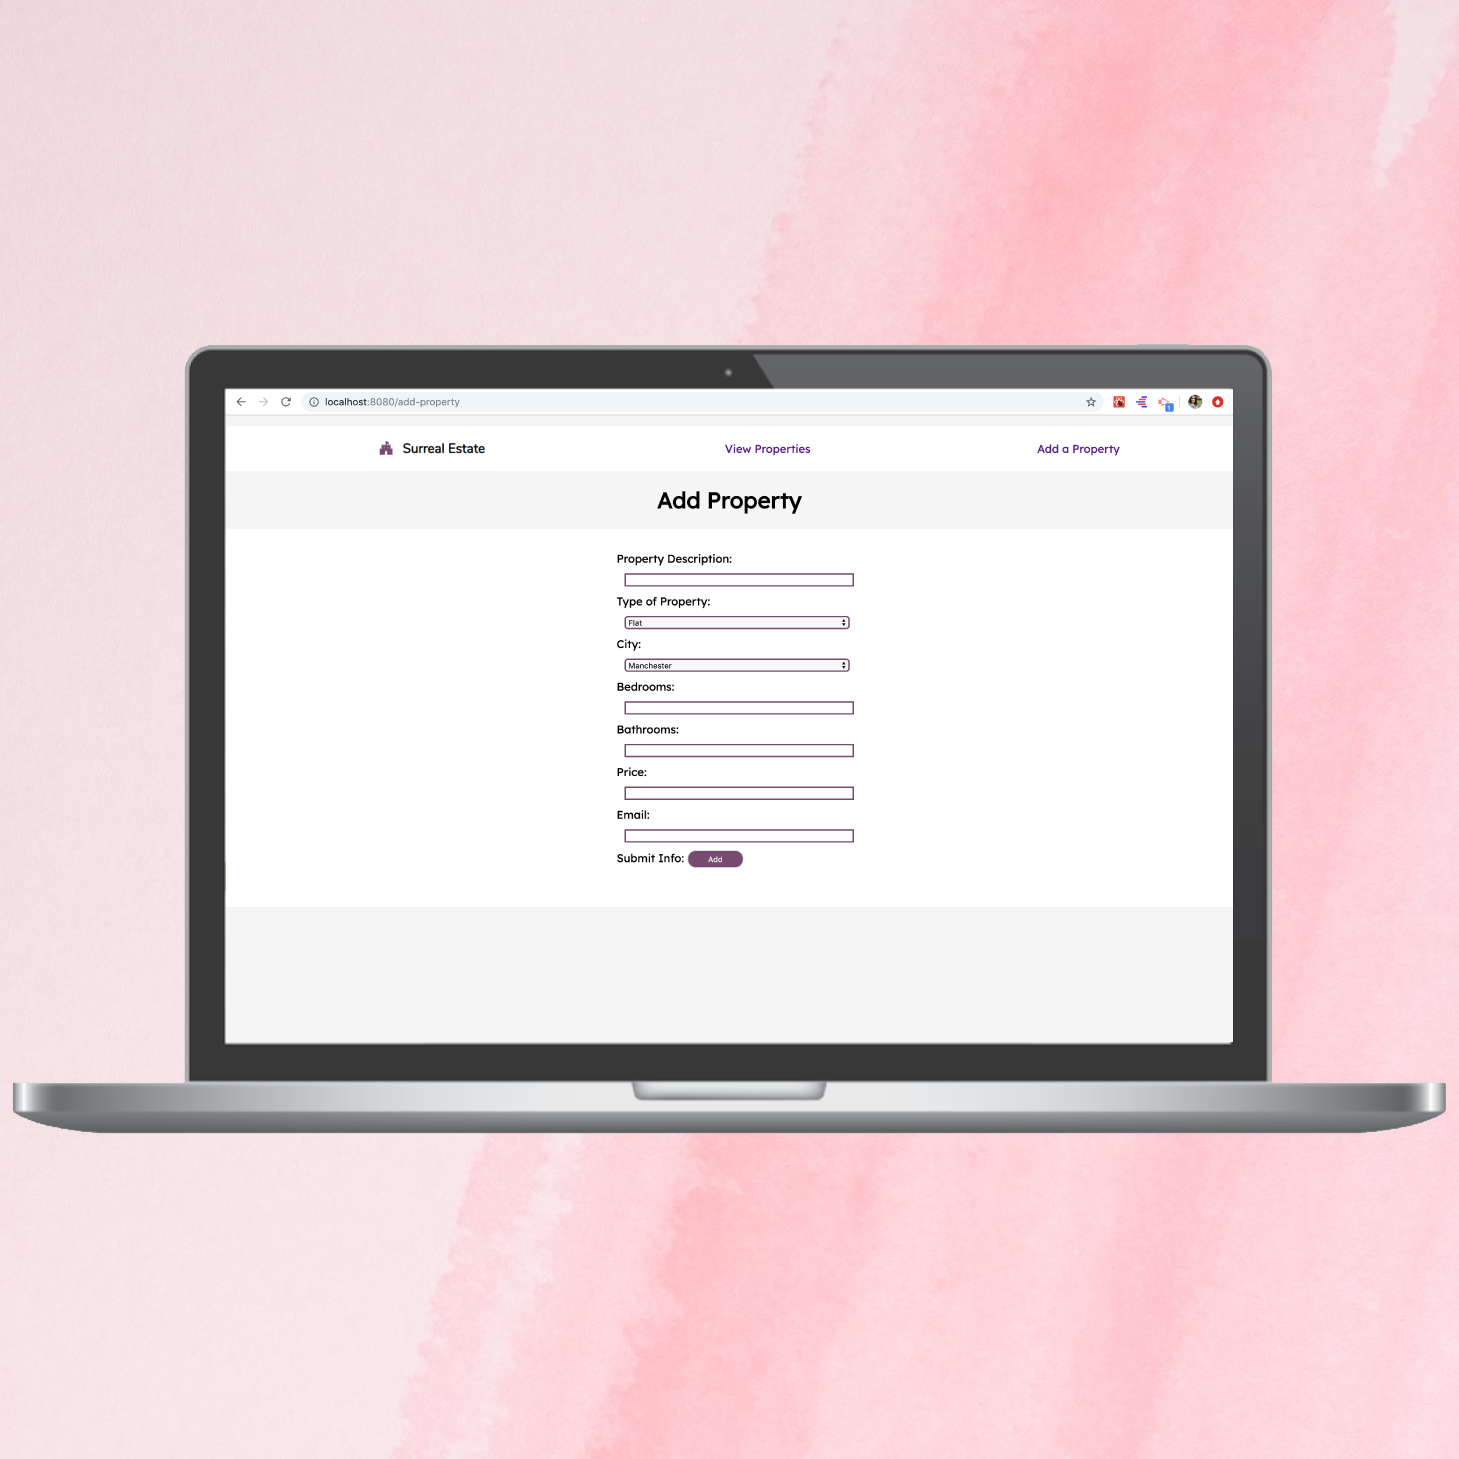 localhost:8080/add-property
1
Surreal Estate
View Properties
Add a Property
Add Property
Property Description:
Type of Property:
Flat
City:
Manchester
Bedrooms:
Bathrooms:
Price:
Email:
Submit Info: Add